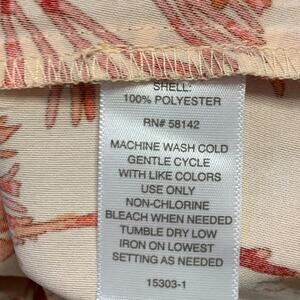 SHELL:
100% POLYESTER
RN# 58142
MACHINE WASH COLD
GENTLE CYCLE
WITH LIKE COLORS
USE ONLY
NON-CHLORINE
BLEACH WHEN NEEDED
TUMBLE DRY LOW
IRON ON LOWEST
SETTING AS NEEDED
15303-1